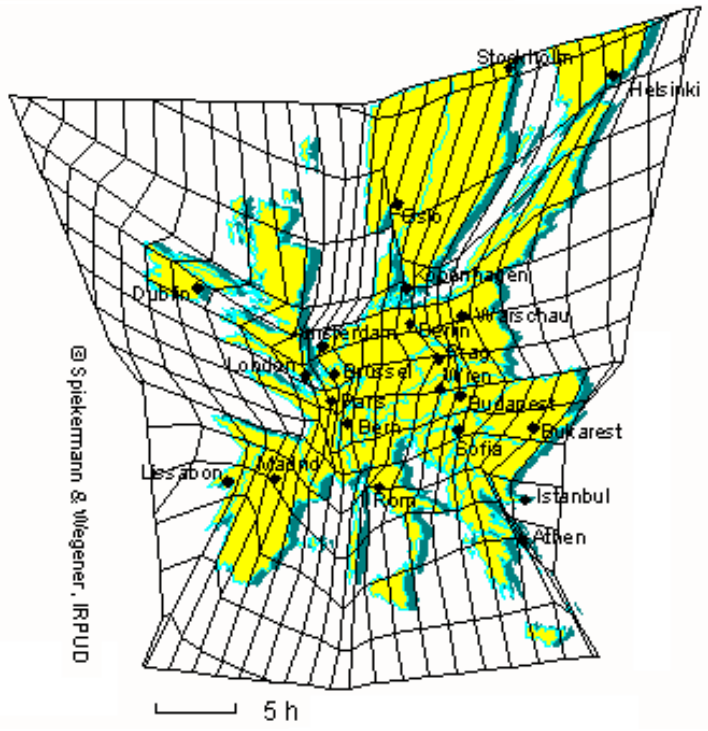 Stockholm
Helsinki
Oslo
Kopenhagen
Dublin
Warschau
Berlin
Amsterdam
Prag
London
Brüssel
Wien
Paris
Budapest
Bern
Bukarest
Sofia
Madrid
Lissabon
Rom
Istanbul
Athen
© Spiekermann & Wegener, IRPUD
5 h